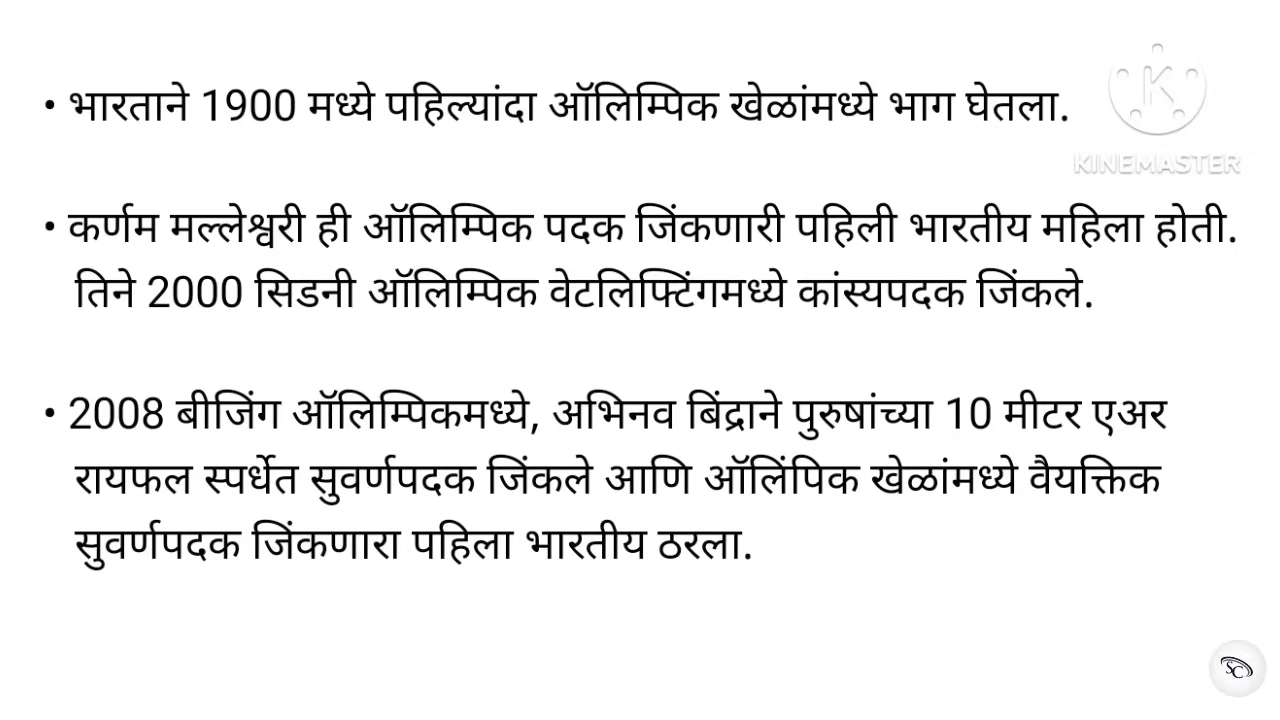 • भारताने 1900 मध्ये पहिल्यांदा ऑलिम्पिक खेळांमध्ये भाग घेतला.
KINEMASTER
• कर्णम मल्लेश्वरी ही ऑलिम्पिक पदक जिंकणारी पहिली भारतीय महिला होती.
तिने 2000 सिडनी ऑलिम्पिक वेटलिफ्टिंगमध्ये कांस्यपदक जिंकले.
• 2008 बीजिंग ऑलिम्पिकमध्ये, अभिनव बिंद्राने पुरुषांच्या 10 मीटर एअर
रायफल स्पर्धेत सुवर्णपदक जिंकले आणि ऑलिंपिक खेळांमध्ये वैयक्तिक
सुवर्णपदक जिंकणारा पहिला भारतीय ठरला.
SC